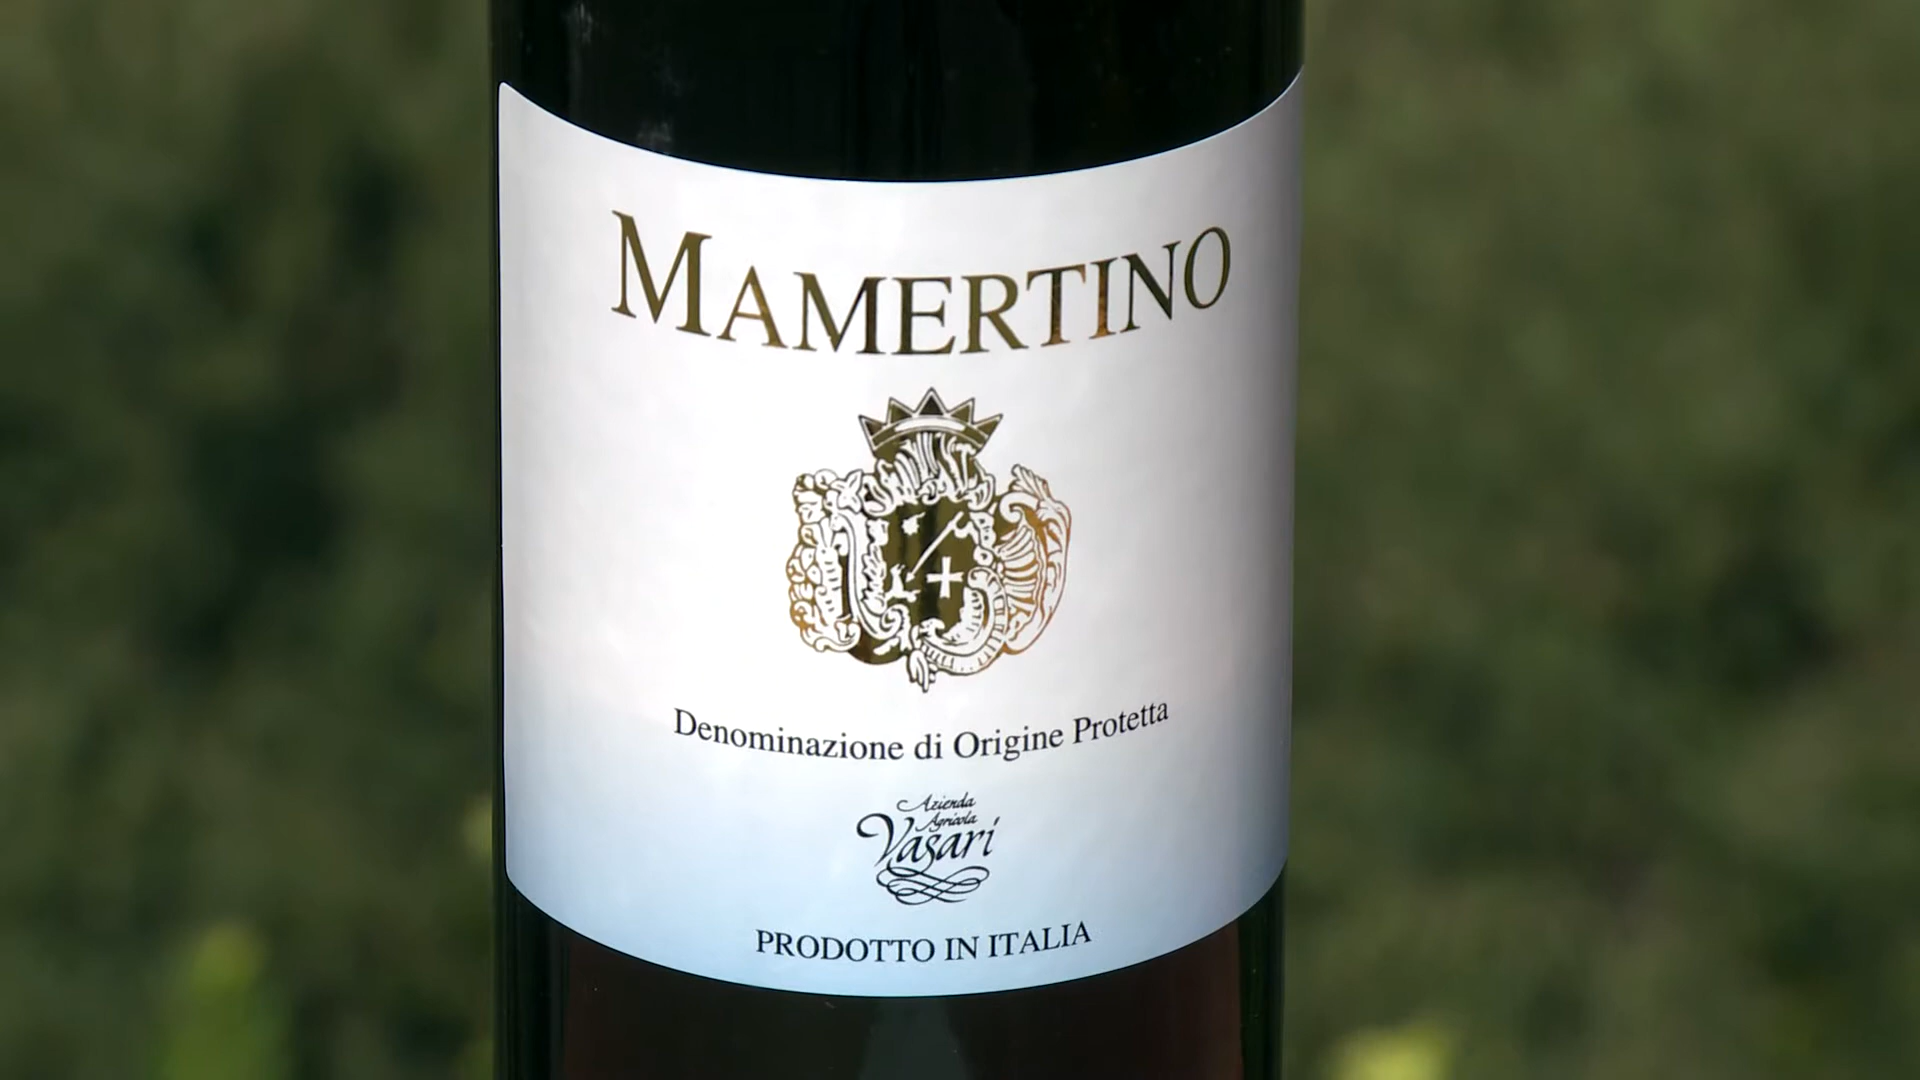 MAMERTINO
Denominazione di Origine Protetta
Azienda
Agricola
Vasari
PRODOTTO IN ITALIA